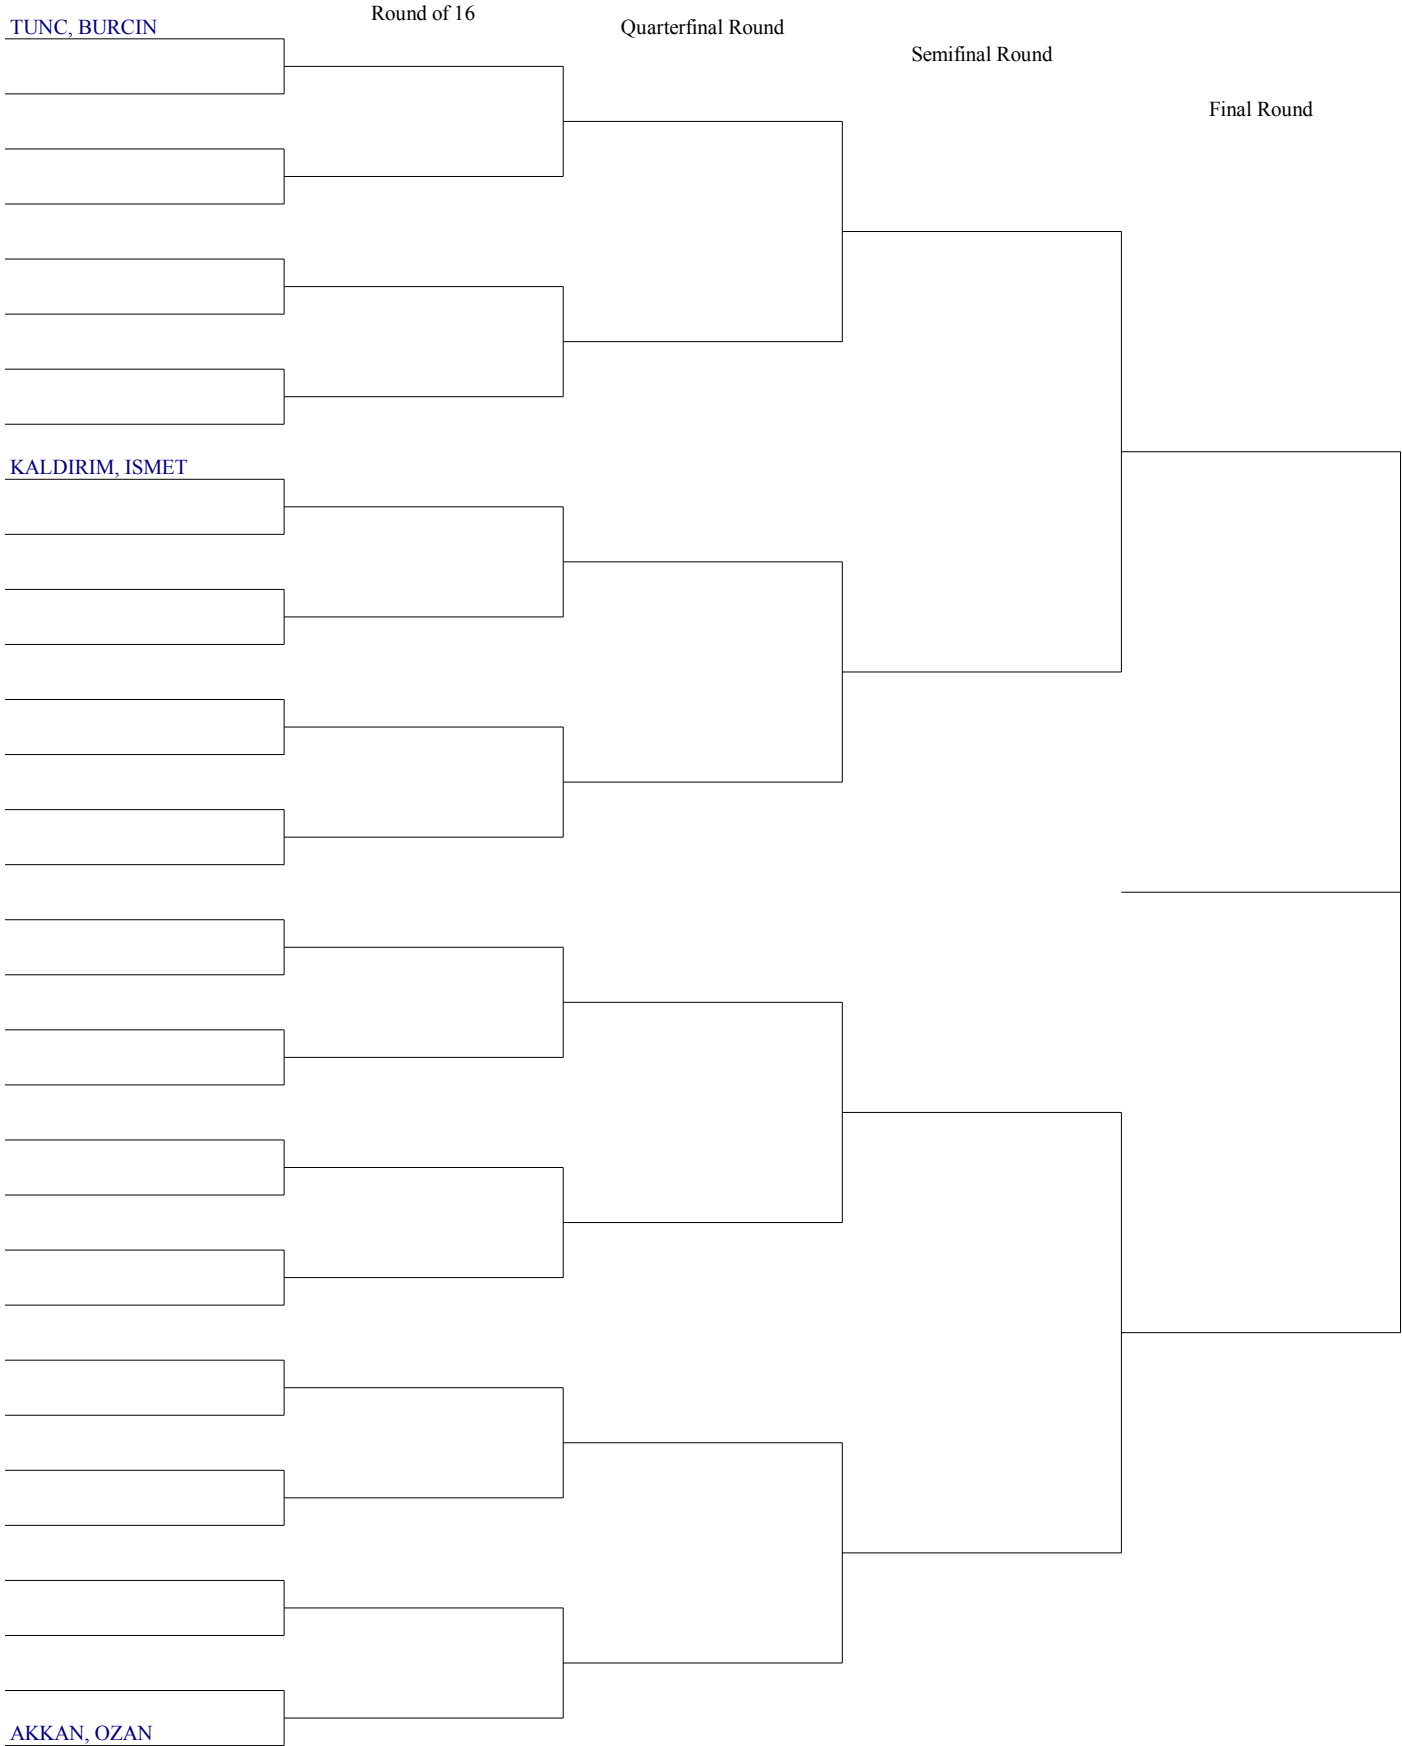 TUNC, BURCIN
Round of 16
Quarterfinal Round
Semifinal Round
Final Round
KALDIRIM, ISMET
AKKAN, OZAN